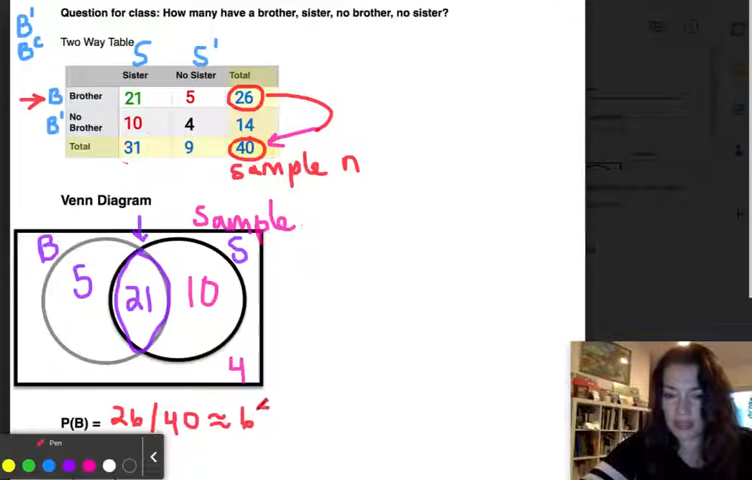 Question for class: How many have a brother, sister, no brother, no sister?
B'
Bᶜ
Two Way Table
S S'
Sister No Sister Total
B Brother 21 5 26
B' No Brother 10 4 14
Total 31 9 40
sample n
Venn Diagram
Sample
B S
5 21 10
4
P(B) = 26/40 ≈ 6
Pen